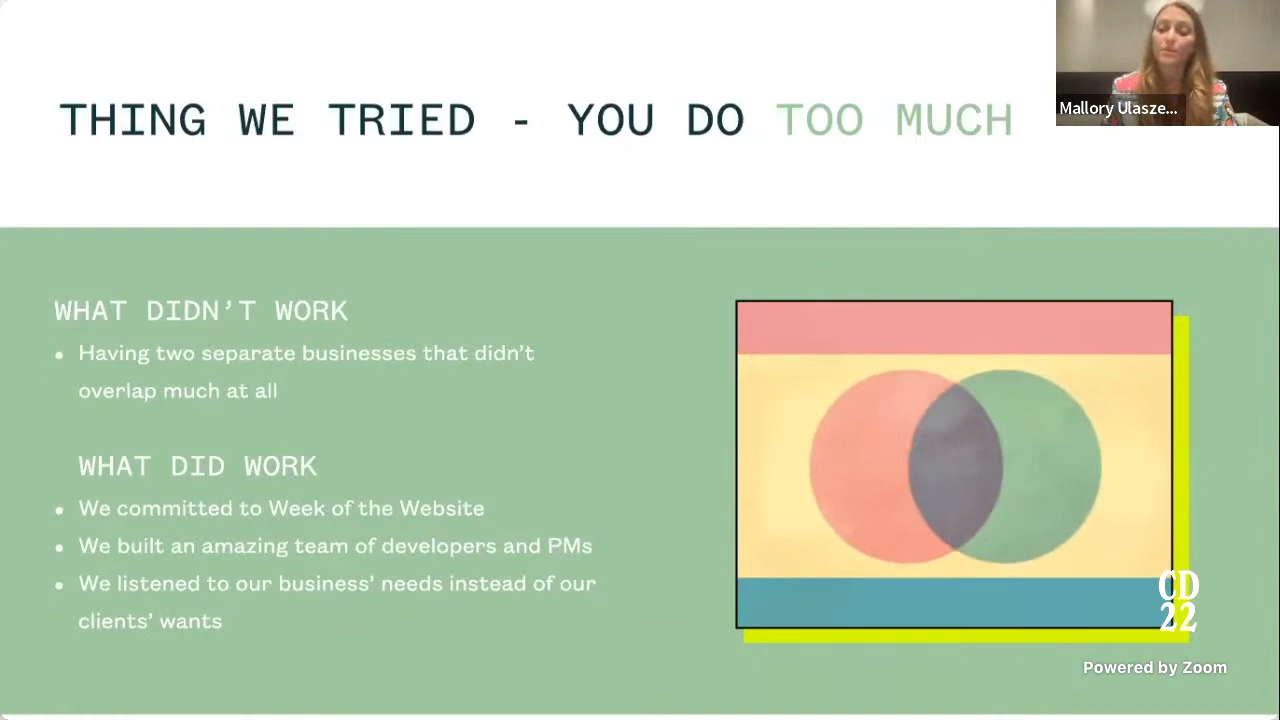 THING WE TRIED - YOU DO TOO MUCH
Mallory Ulasze...
WHAT DIDN'T WORK
• Having two separate businesses that didn't
overlap much at all
WHAT DID WORK
• We committed to Week of the Website
• We built an amazing team of developers and PMs
• We listened to our business' needs instead of our
clients' wants
CD
22
Powered by Zoom